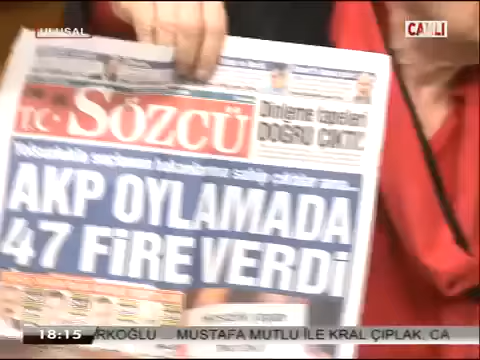 ULUSAL
CANLI
SÖZCÜ
Dinleme tapeleri
DOĞRU ÇIKTI
AKP OYLAMADA
47 FİRE VERDİ
18:15 ARKOĞLU MUSTAFA MUTLU İLE KRAL ÇIPLAK, CA